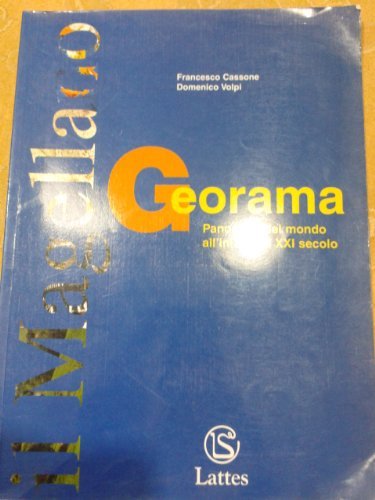 Francesco Cassone
Domenico Volpi
il Magellano
Georama
mondo
XXI secolo
Lattes